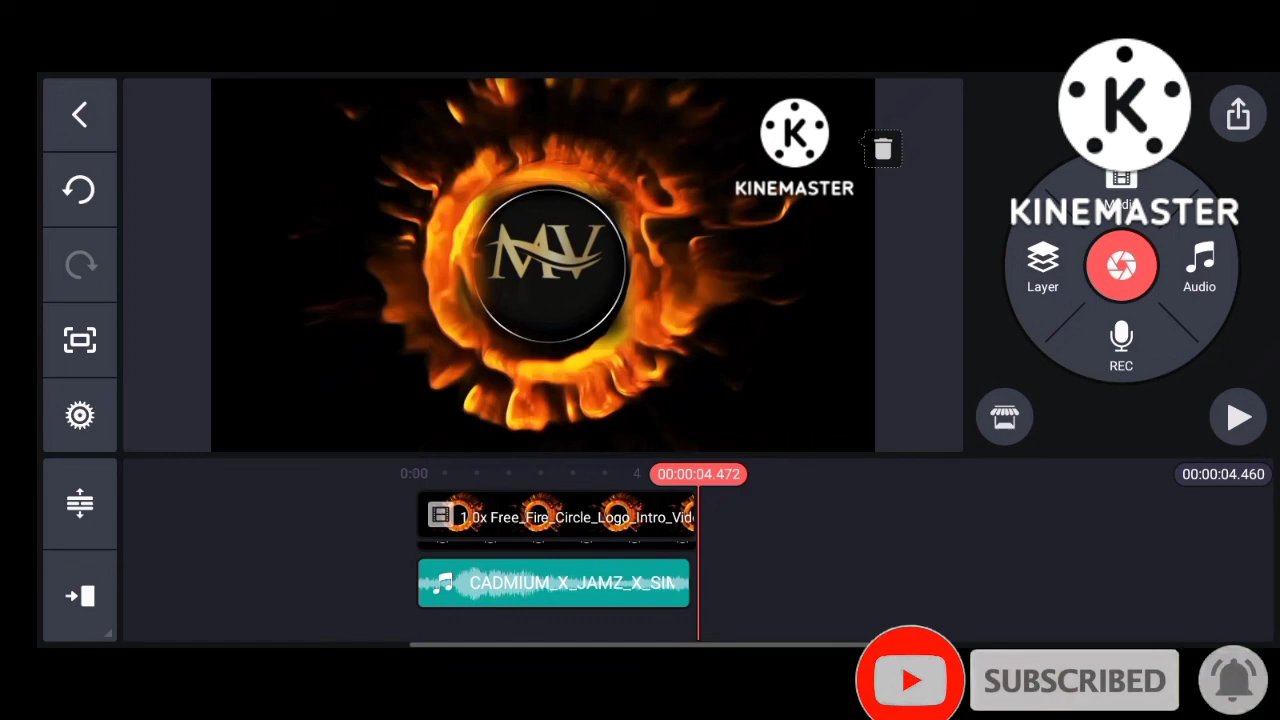 K
KINEMASTER
MV
K
KINEMASTER
Layer
Audio
REC
0:00
4
00:00:04.472
00:00:04.460
1.0x Free_Fire_Circle_Logo_Intro_Vid
CADMIUM_X_JAMZ_X_SIM
SUBSCRIBED